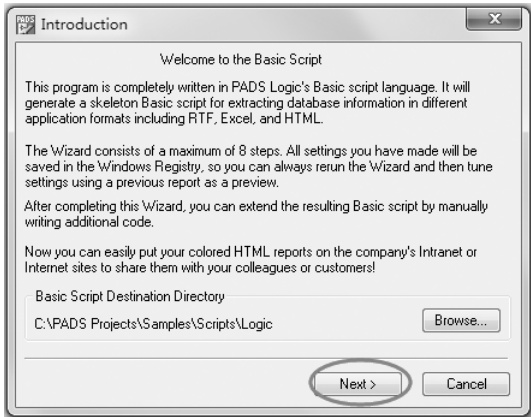 Introduction
Welcome to the Basic Script
This program is completely written in PADS Logic's Basic script language. It will
generate a skeleton Basic script for extracting database information in different
application formats including RTF, Excel, and HTML.
The Wizard consists of a maximum of 8 steps. All settings you have made will be
saved in the Windows Registry, so you can always rerun the Wizard and then tune
settings using a previous report as a preview.
After completing this Wizard, you can extend the resulting Basic script by manually
writing additional code.
Now you can easily put your colored HTML reports on the company's Intranet or
Internet sites to share them with your colleagues or customers!
Basic Script Destination Directory
C:\PADS Projects\Samples\Scripts\Logic
Browse...
Next >
Cancel